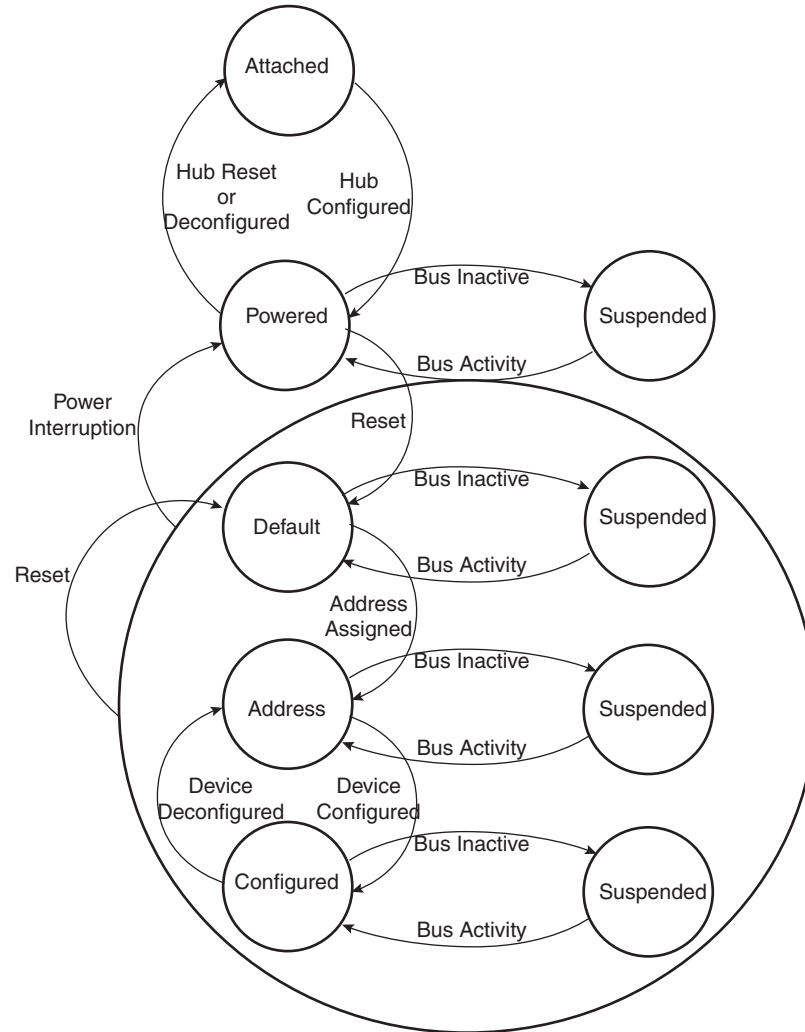 Attached
Hub Reset
or
Deconfigured
Hub
Configured
Powered
Bus Inactive
Suspended
Bus Activity
Power
Interruption
Reset
Default
Bus Inactive
Suspended
Bus Activity
Reset
Address
Assigned
Address
Bus Inactive
Suspended
Bus Activity
Device
Deconfigured
Device
Configured
Configured
Bus Inactive
Suspended
Bus Activity